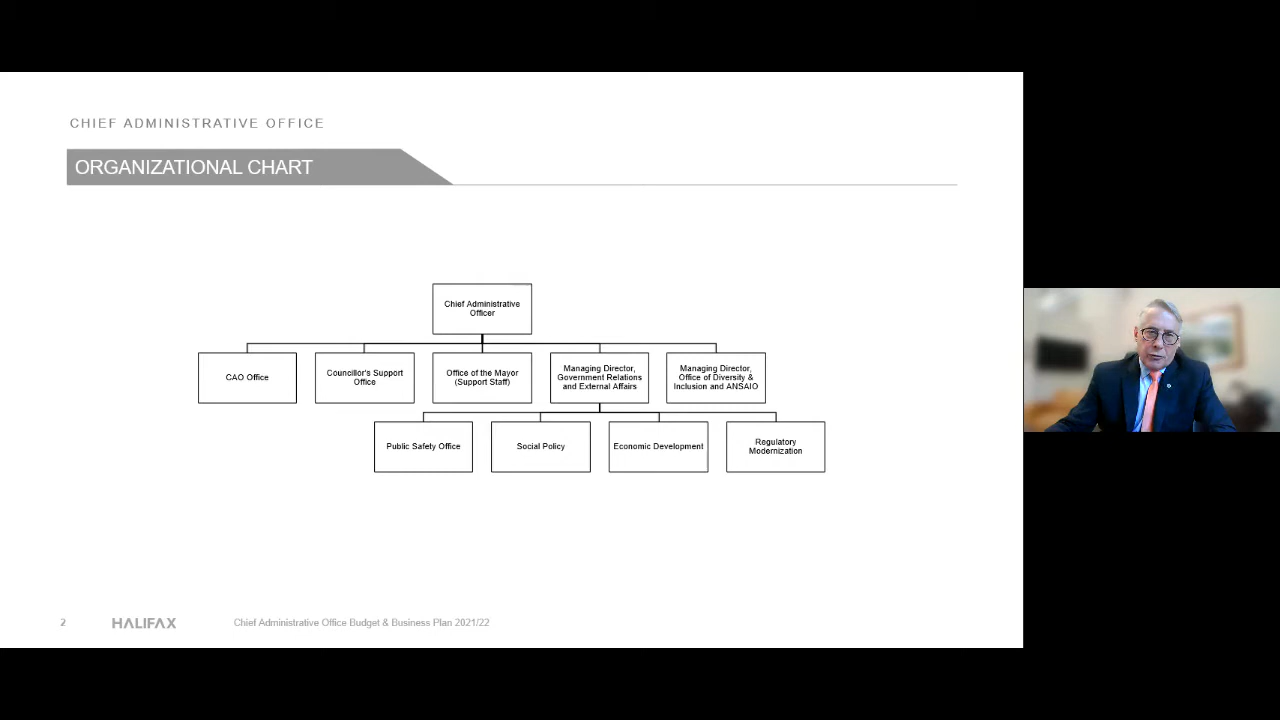 CHIEF ADMINISTRATIVE OFFICE
ORGANIZATIONAL CHART
Chief Administrative
Officer
CAO Office
Councillor's Support
Office
Office of the Mayor
(Support Staff)
Managing Director,
Government Relations
and External Affairs
Managing Director,
Office of Diversity &
Inclusion and ANSAIO
Public Safety Office
Social Policy
Economic Development
Regulatory
Modernization
2
HALIFAX
Chief Administrative Office Budget & Business Plan 2021/22